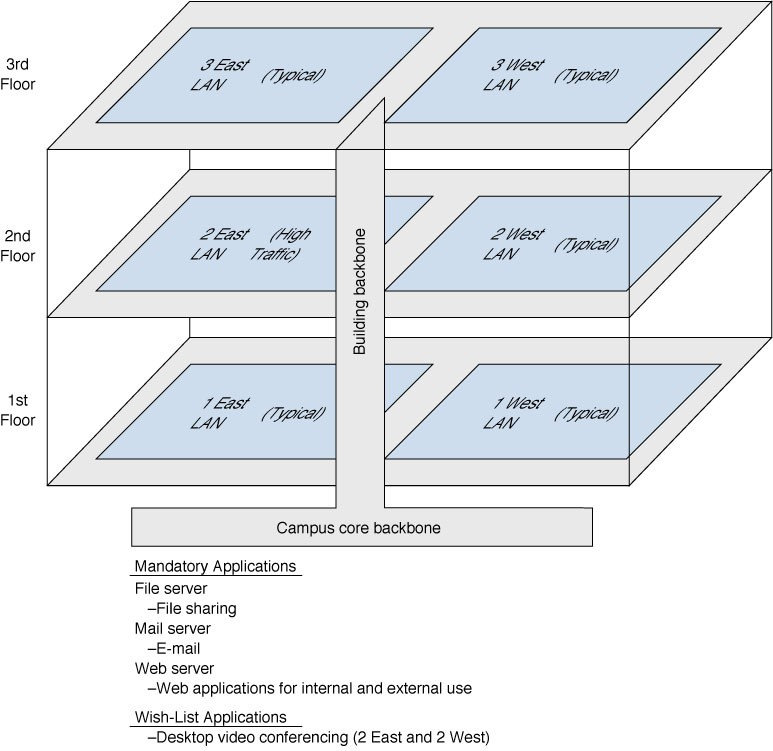 3rd
Floor
3 East (Typical)
LAN
3 West (Typical)
LAN
2nd
Floor
2 East (High
LAN Traffic)
2 West (Typical)
LAN
Building backbone
1st
Floor
1 East (Typical)
LAN
1 West (Typical)
LAN
Campus core backbone
Mandatory Applications
File server
–File sharing
Mail server
–E-mail
Web server
–Web applications for internal and external use
Wish-List Applications
–Desktop video conferencing (2 East and 2 West)